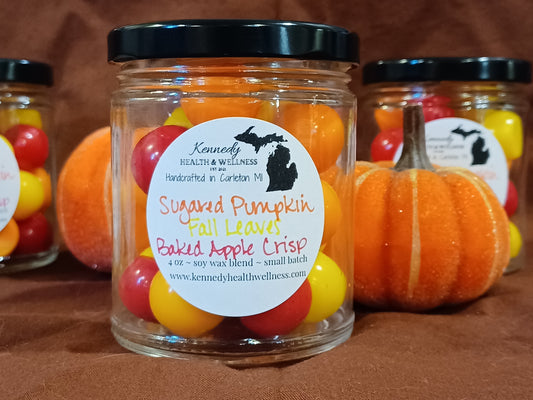 Kennedy
HEALTH & WELLNESS
EST 2021
Handcrafted in Carleton MI
Sugared Pumpkin
Fall Leaves
Baked Apple Crisp
4 oz ~ soy wax blend ~ small batch
www.kennedyhealthwellness.com